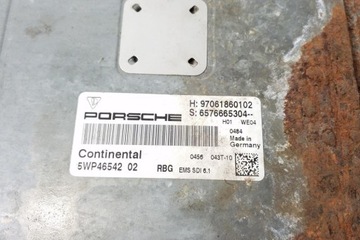 PORSCHE
H: 97061860102
S: 6576665304--
H01 WE04
0464
Made in
Germany
Continental
5WP46542 02
RBG
EMS SDI 6.1
0456 043T-10